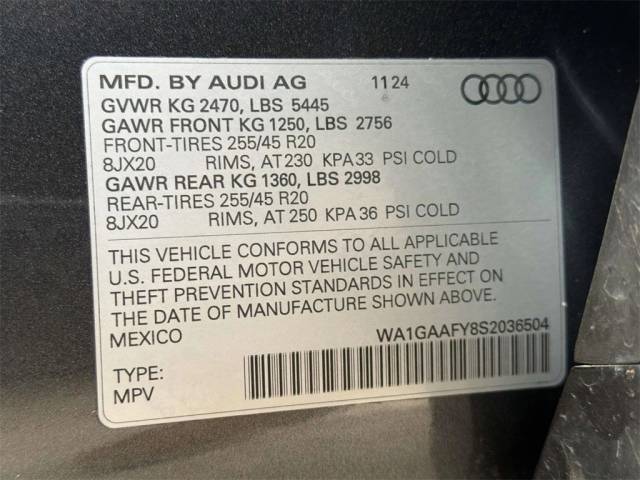 MFD. BY AUDI AG 1124
GVWR KG 2470, LBS 5445
GAWR FRONT KG 1250, LBS 2756
FRONT-TIRES 255/45 R20
8JX20 RIMS, AT 230 KPA 33 PSI COLD
GAWR REAR KG 1360, LBS 2998
REAR-TIRES 255/45 R20
8JX20 RIMS, AT 250 KPA 36 PSI COLD
THIS VEHICLE CONFORMS TO ALL APPLICABLE
U.S. FEDERAL MOTOR VEHICLE SAFETY AND
THEFT PREVENTION STANDARDS IN EFFECT ON
THE DATE OF MANUFACTURE SHOWN ABOVE.
MEXICO WA1GAAFY8S2036504
TYPE:
MPV